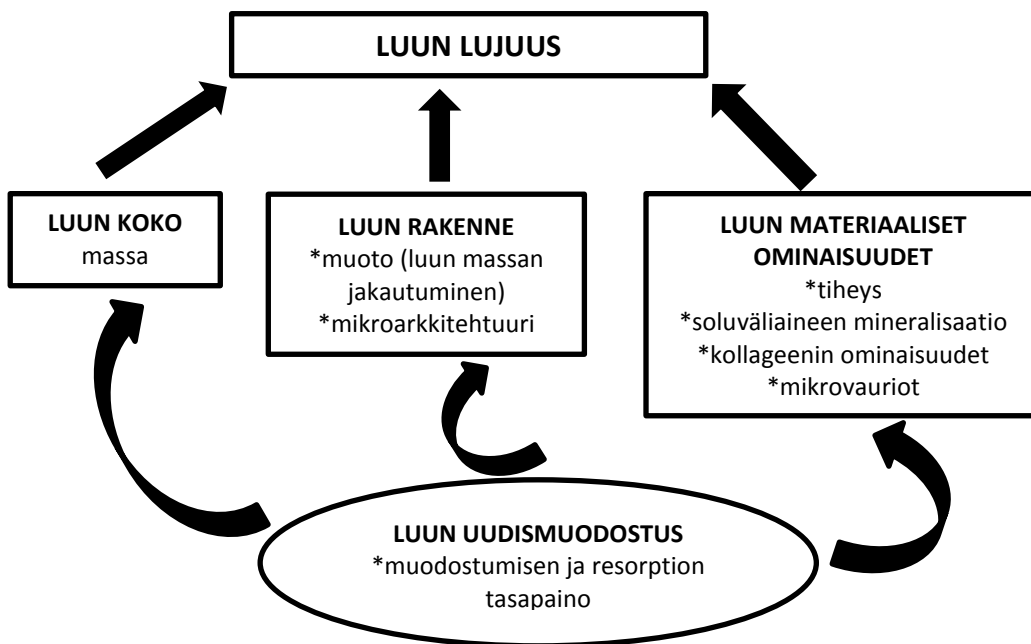 LUUN LUJUUS
LUUN KOKO
massa
LUUN RAKENNE
*muoto (luun massan
jakautuminen)
*mikroarkkitehtuuri
LUUN MATERIAALISET
OMINAISUUDET
*tiheys
*soluväliaineen mineralisaatio
*kollageenin ominaisuudet
*mikrovauriot
LUUN UUDISMUODOSTUS
*muodostumisen ja resorption
tasapaino